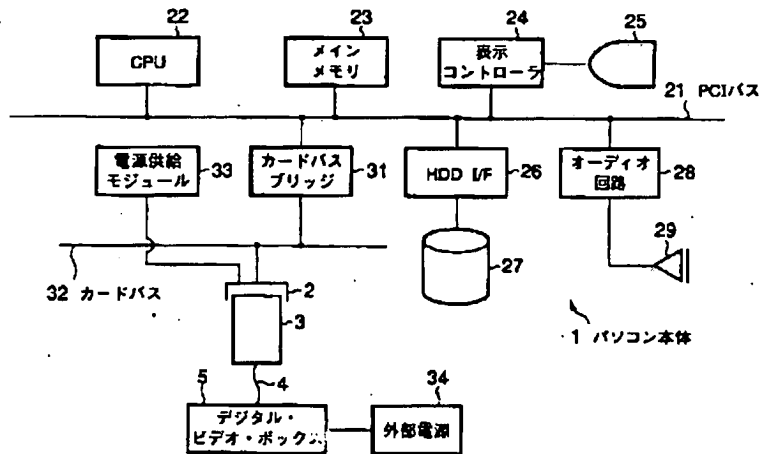 22
CPU
23
メイン
メモリ
24
表示
コントローラ
25
21 PCIバス
電源供給
モジュール
33
カードバス
ブリッジ
31
HDD I/F
26
オーディオ
回路
28
29
27
32 カードバス
2
3
1 パソコン本体
4
5
デジタル・
ビデオ・ボックス
34
外部電源